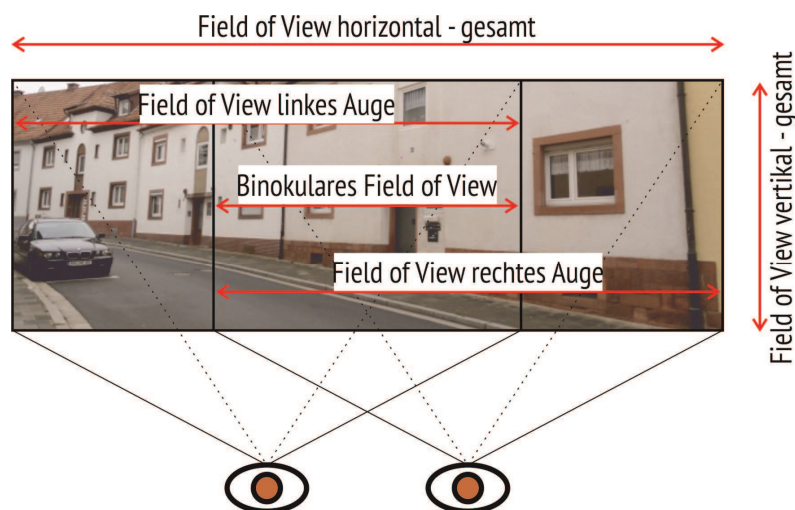 Field of View horizontal - gesamt
Field of View linkes Auge
Binokulares Field of View
Field of View rechtes Auge
Field of View vertikal - gesamt